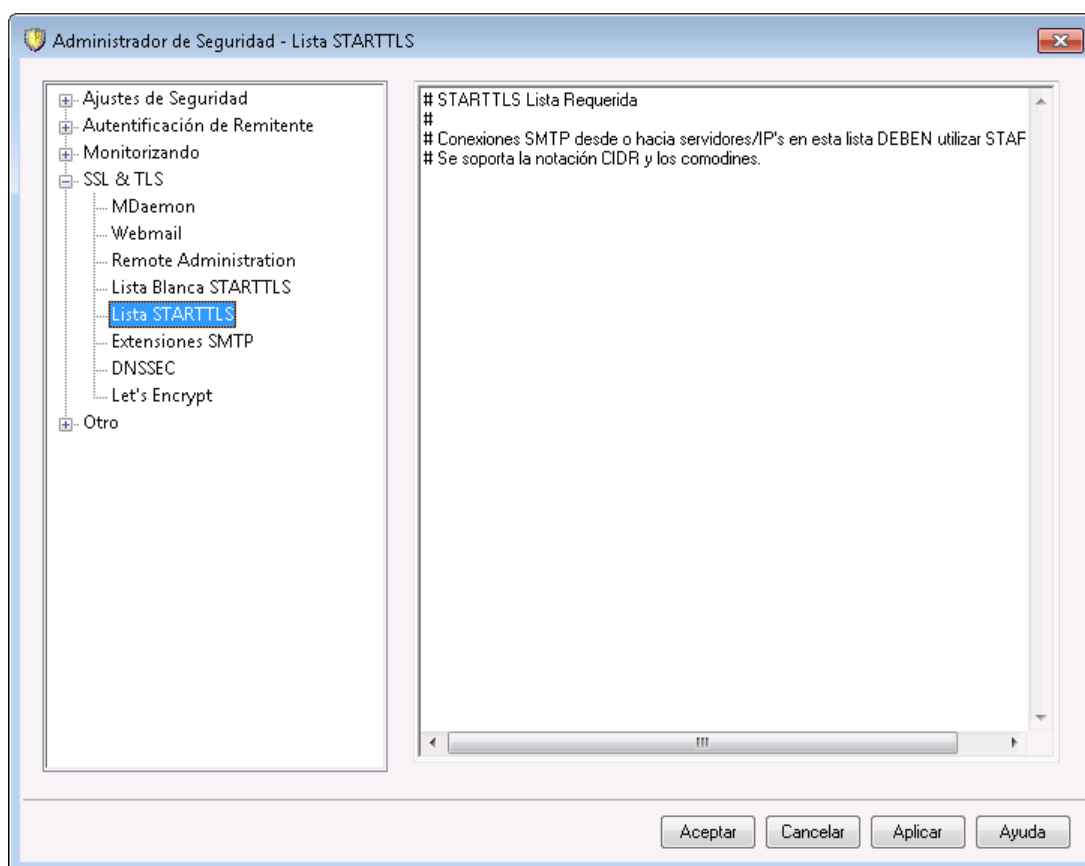 Administrador de Seguridad - Lista STARTTLS
Ajustes de Seguridad
Autentificación de Remitente
Monitorizando
SSL & TLS
MDaemon
Webmail
Remote Administration
Lista Blanca STARTTLS
Lista STARTTLS
Extensiones SMTP
DNSSEC
Let's Encrypt
Otro
# STARTTLS Lista Requerida
#
# Conexiones SMTP desde o hacia servidores/IP's en esta lista DEBEN utilizar
# Se soporta la notación CIDR y los comodines.
Aceptar Cancelar Aplicar Ayuda